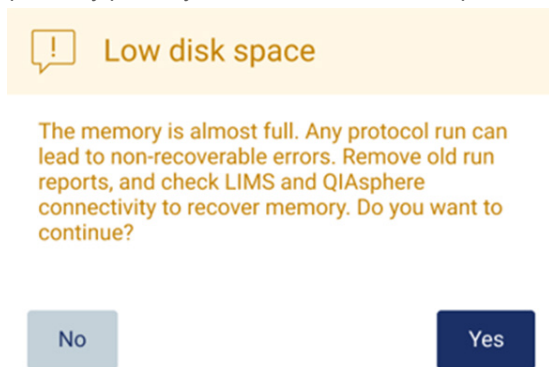 Low disk space
The memory is almost full. Any protocol run can
lead to non-recoverable errors. Remove old run
reports, and check LIMS and QIAsphere
connectivity to recover memory. Do you want to
continue?
No
Yes